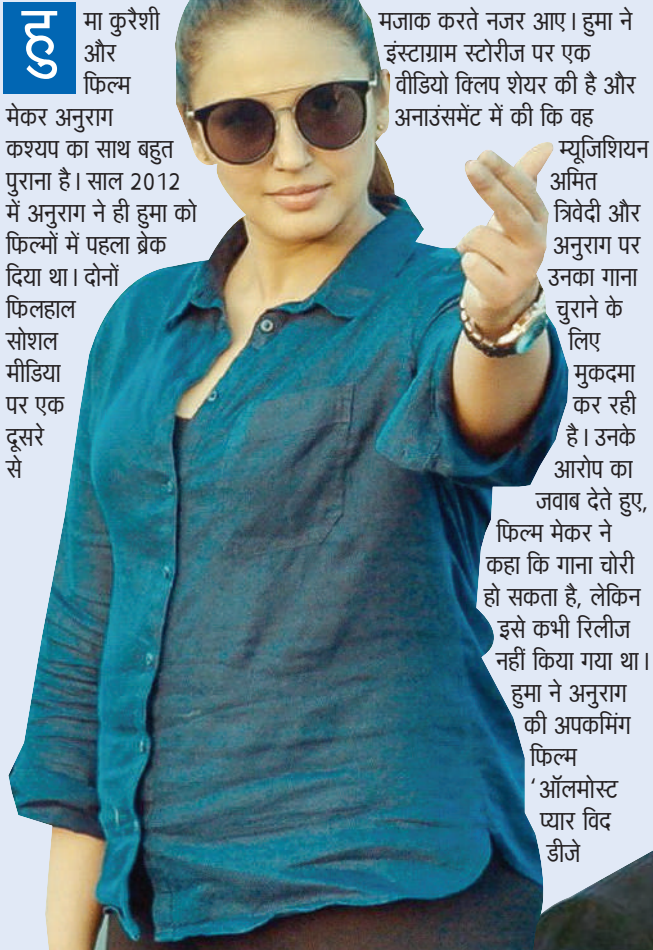 हुमा कुरैशी
और
फिल्म
मेकर अनुराग
कश्यप का साथ बहुत
पुराना है। साल 2012
में अनुराग ने ही हुमा को
फिल्मों में पहला ब्रेक
दिया था। दोनों
फिलहाल
सोशल
मीडिया
पर एक
दूसरे
से
मजाक करते नजर आए। हुमा ने
इंस्टाग्राम स्टोरीज पर एक
वीडियो क्लिप शेयर की है और
अनाउंसमेंट में की कि वह
म्यूजिशियन
अमित
त्रिवेदी और
अनुराग पर
उनका गाना
चुराने के
लिए
मुकदमा
कर रही
है। उनके
आरोप का
जवाब देते हुए,
फिल्म मेकर ने
कहा कि गाना चोरी
हो सकता है, लेकिन
इसे कभी रिलीज
नहीं किया गया था।
हुमा ने अनुराग
की अपकमिंग
फिल्म
‘ऑलमोस्ट
प्यार विद
डीजे